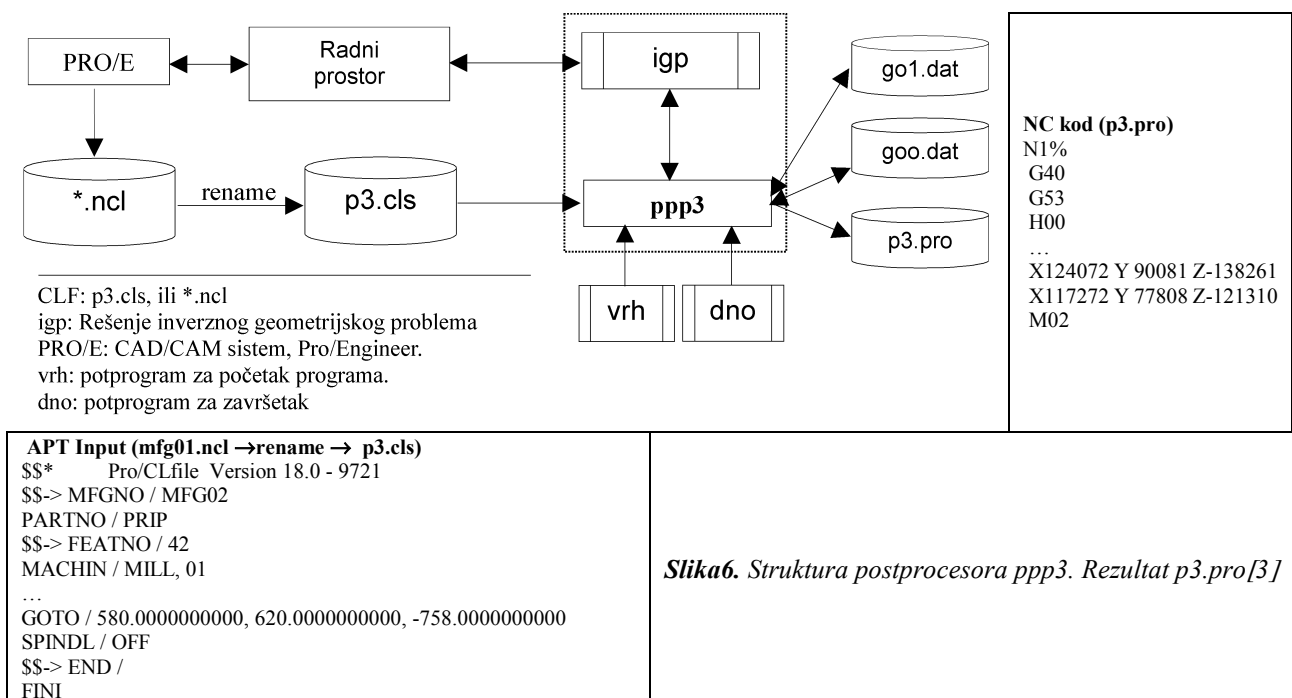 PRO/E
Radni
prostor
igp
go1.dat
goo.dat
p3.pro
*.ncl
rename
p3.cls
ppp3
vrh
dno
CLF: p3.cls, ili *.ncl
igp: Rešenje inverznog geometrijskog problema
PRO/E: CAD/CAM sistem, Pro/Engineer.
vrh: potprogram za početak programa.
dno: potprogram za završetak
NC kod (p3.pro)
N1%
G40
G53
H00
…
X124072 Y 90081 Z-138261
X117272 Y 77808 Z-121310
M02
APT Input (mfg01.ncl →rename → p3.cls)
$$* Pro/CLfile Version 18.0 - 9721
$$-> MFGNO / MFG02
PARTNO / PRIP
$$-> FEATNO / 42
MACHIN / MILL, 01
…
GOTO / 580.0000000000, 620.0000000000, -758.0000000000
SPINDL / OFF
$$-> END /
FINI
Slika6. Struktura postprocesora ppp3. Rezultat p3.pro[3]